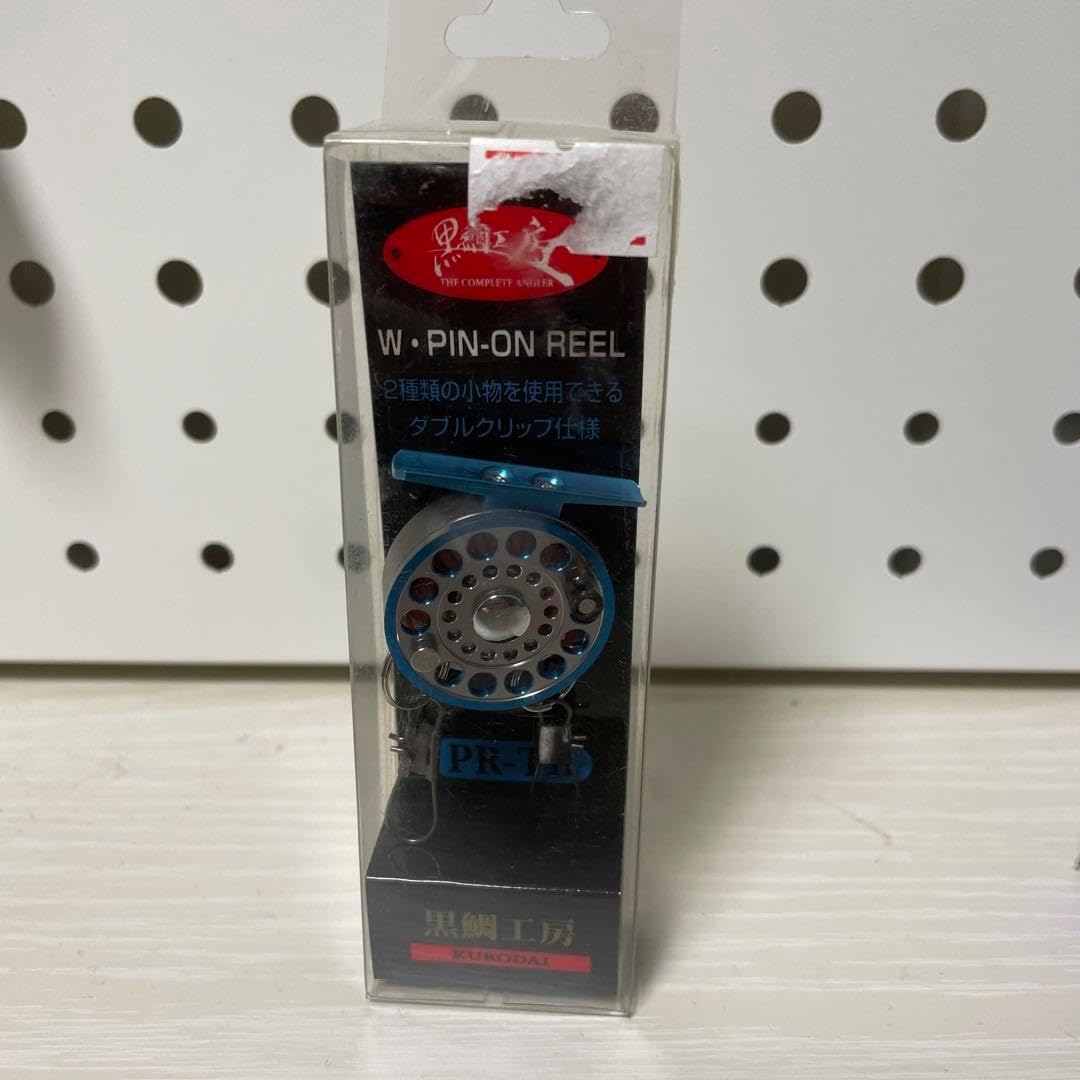 黒鯛工房
THE COMPLETE ANGLER
W・PIN-ON REEL
2種類の小物を使用できる
ダブルクリップ仕様
黒鯛工房
KURODAI